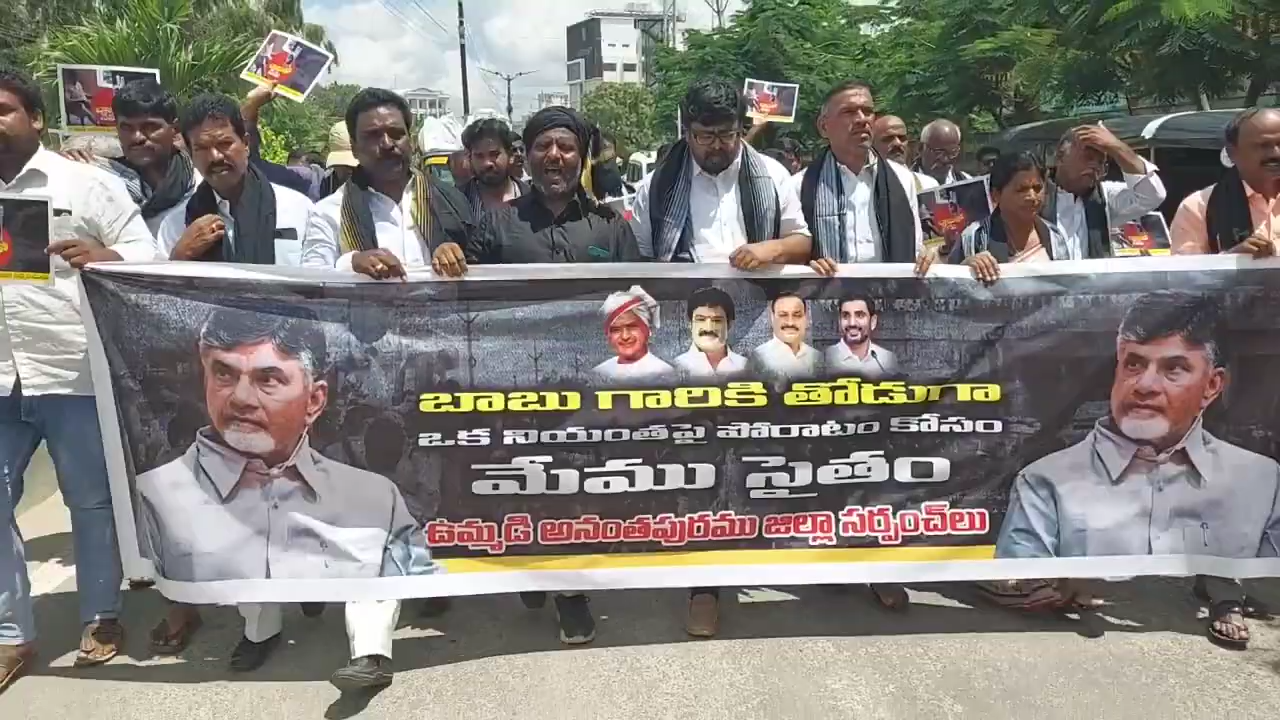 బాబు గారికి తోడుగా
ఒక నియంతపై పోరాటం కోసం
మేము సైతం
ఉమ్మడి అనంతపురము జిల్లా సర్పంచ్‌లు